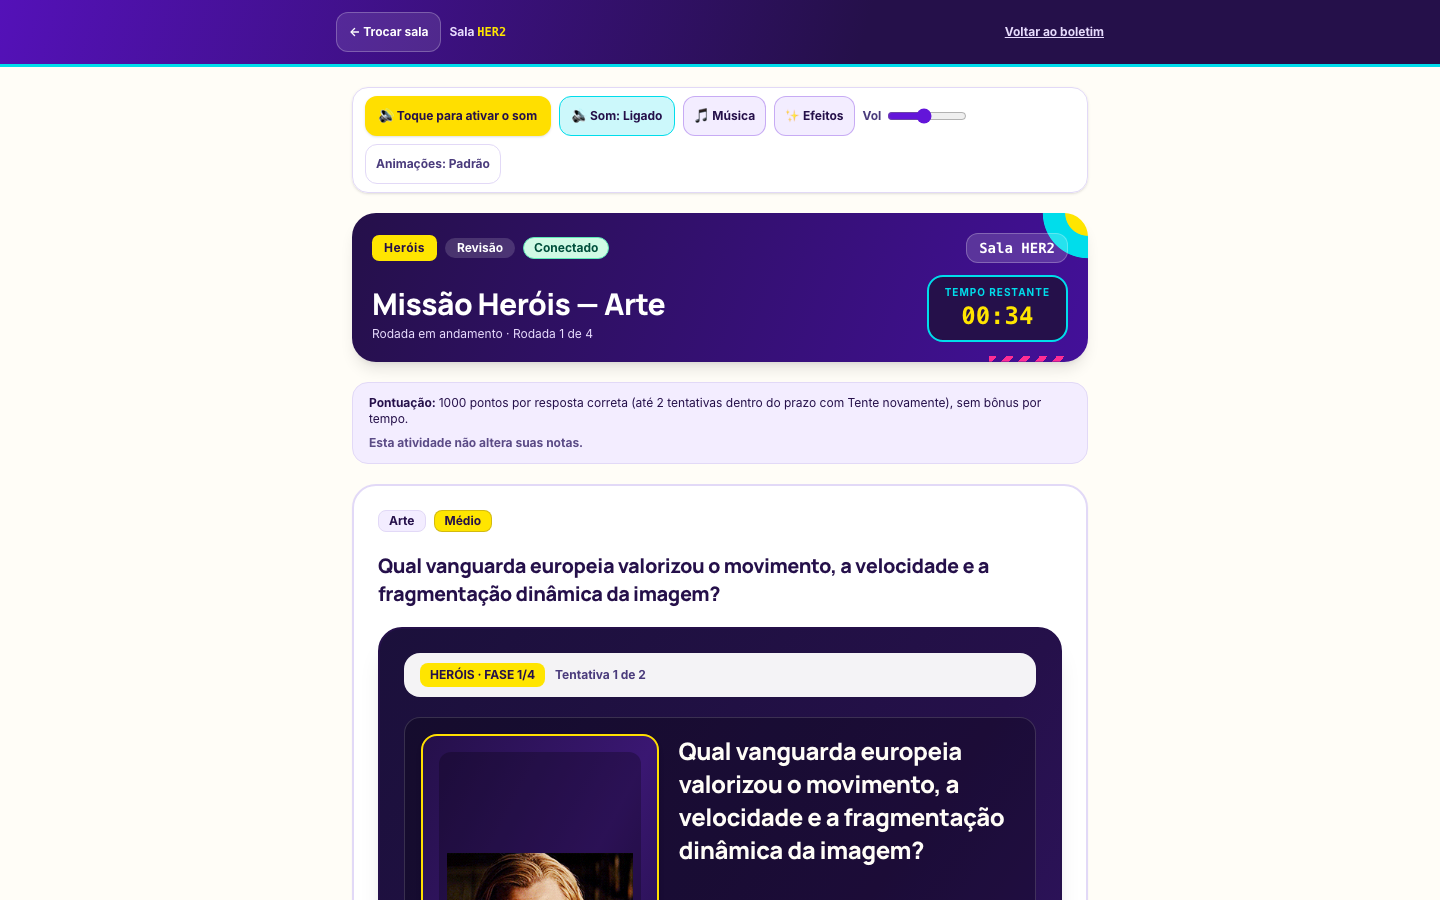 ← Trocar sala
Sala HER2
Voltar ao boletim
🔈 Toque para ativar o som
🔈 Som: Ligado
🎵 Música
✨ Efeitos
Vol
Animações: Padrão
Heróis
Revisão
Conectado
Sala HER2
Missão Heróis — Arte
Rodada em andamento · Rodada 1 de 4
TEMPO RESTANTE
00:34
Pontuação: 1000 pontos por resposta correta (até 2 tentativas dentro do prazo com Tente novamente), sem bônus por
tempo.
Esta atividade não altera suas notas.
Arte
Médio
Qual vanguarda europeia valorizou o movimento, a velocidade e a
fragmentação dinâmica da imagem?
HERÓIS · FASE 1/4
Tentativa 1 de 2
Qual vanguarda europeia
valorizou o movimento, a
velocidade e a fragmentação
dinâmica da imagem?